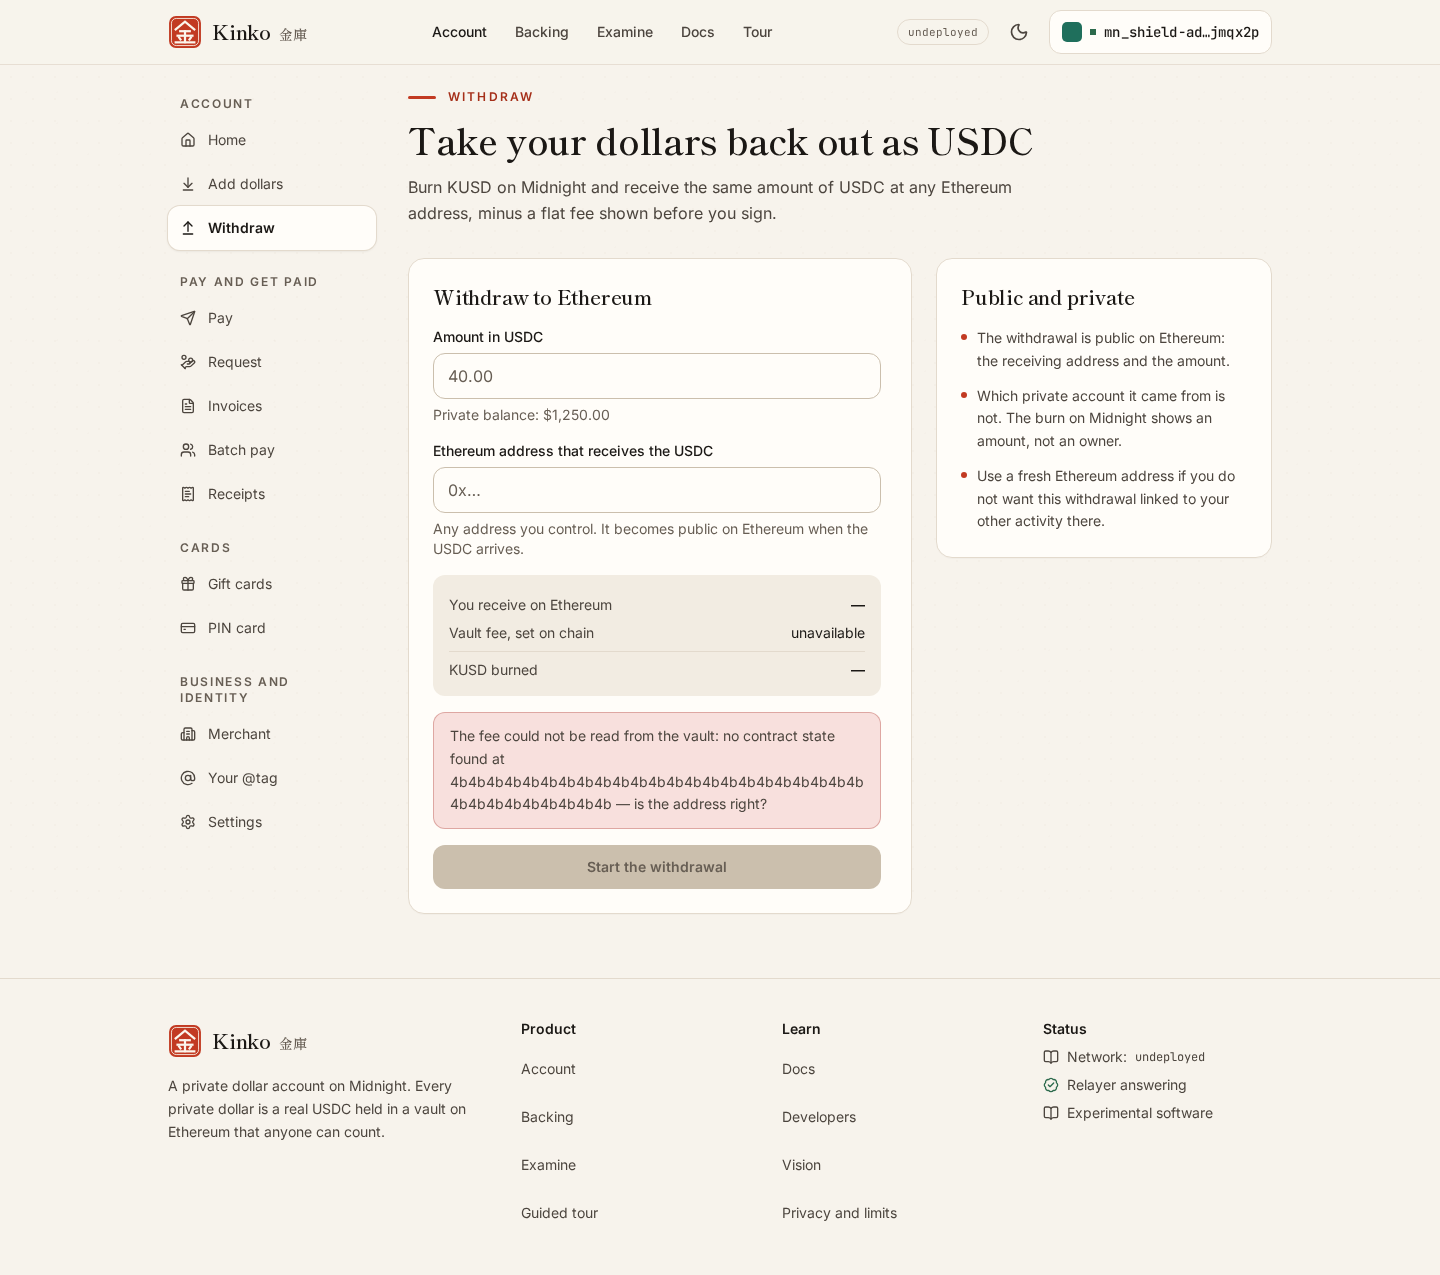 金 Kinko 金庫
Account Backing Examine Docs Tour
undeployed
mn_shield-ad…jmqx2p
ACCOUNT
Home
Add dollars
Withdraw
PAY AND GET PAID
Pay
Request
Invoices
Batch pay
Receipts
CARDS
Gift cards
PIN card
BUSINESS AND
IDENTITY
Merchant
Your @tag
Settings
WITHDRAW
Take your dollars back out as USDC
Burn KUSD on Midnight and receive the same amount of USDC at any Ethereum
address, minus a flat fee shown before you sign.
Withdraw to Ethereum
Amount in USDC
40.00
Private balance: $1,250.00
Ethereum address that receives the USDC
0x…
Any address you control. It becomes public on Ethereum when the
USDC arrives.
You receive on Ethereum —
Vault fee, set on chain unavailable
KUSD burned —
The fee could not be read from the vault: no contract state
found at
4b4b4b4b4b4b4b4b4b4b4b4b4b4b4b4b4b4b4b4b4b4b4b
4b4b4b4b4b4b4b4b4b — is the address right?
Start the withdrawal
Public and private
The withdrawal is public on Ethereum:
the receiving address and the amount.
Which private account it came from is
not. The burn on Midnight shows an
amount, not an owner.
Use a fresh Ethereum address if you do
not want this withdrawal linked to your
other activity there.
金 Kinko 金庫
A private dollar account on Midnight. Every
private dollar is a real USDC held in a vault on
Ethereum that anyone can count.
Product
Account
Backing
Examine
Guided tour
Learn
Docs
Developers
Vision
Privacy and limits
Status
Network: undeployed
Relayer answering
Experimental software